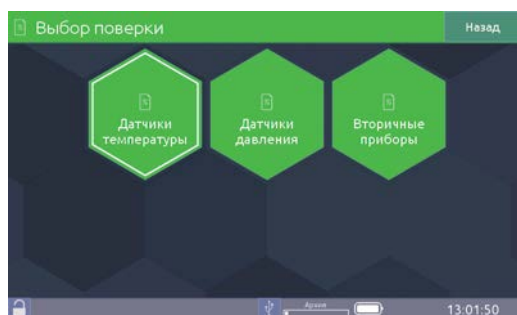 Выбор поверки
Назад
Датчики
температуры
Датчики
давления
Вторичные
приборы
Архив
13:01:50